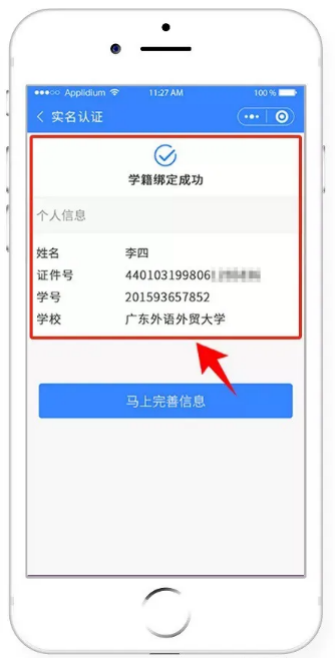 Applidium 11:27 AM 100%
实名认证
学籍绑定成功
个人信息
姓名 李四
证件号 440103199806
学号 201593657852
学校 广东外语外贸大学
马上完善信息